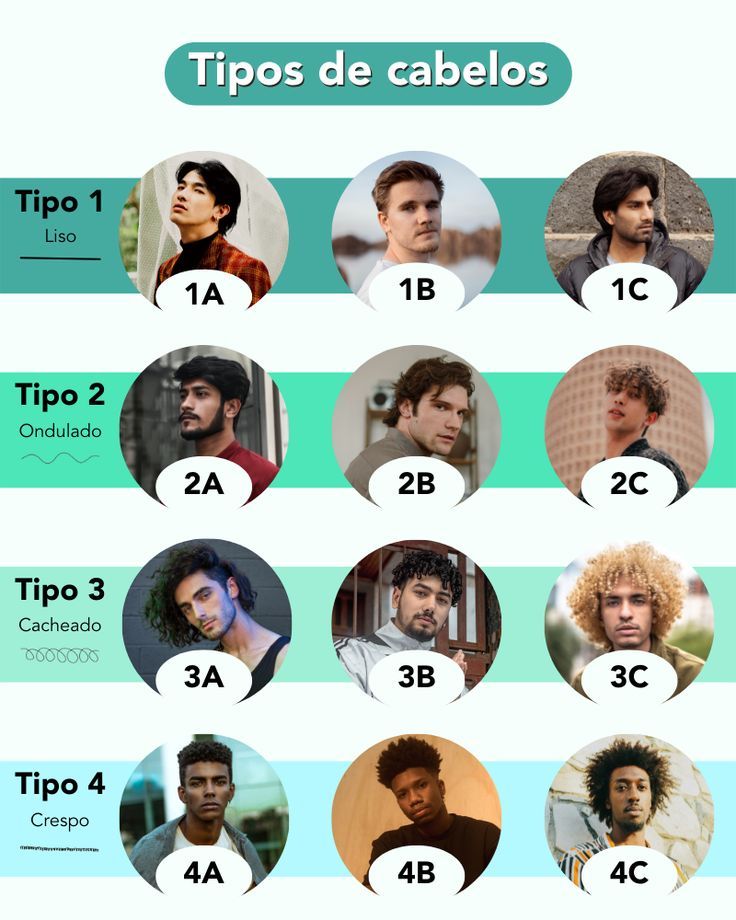 Tipos de cabelos
Tipo 1
Liso
1A
1B
1C
Tipo 2
Ondulado
2A
2B
2C
Tipo 3
Cacheado
3A
3B
3C
Tipo 4
Crespo
4A
4B
4C